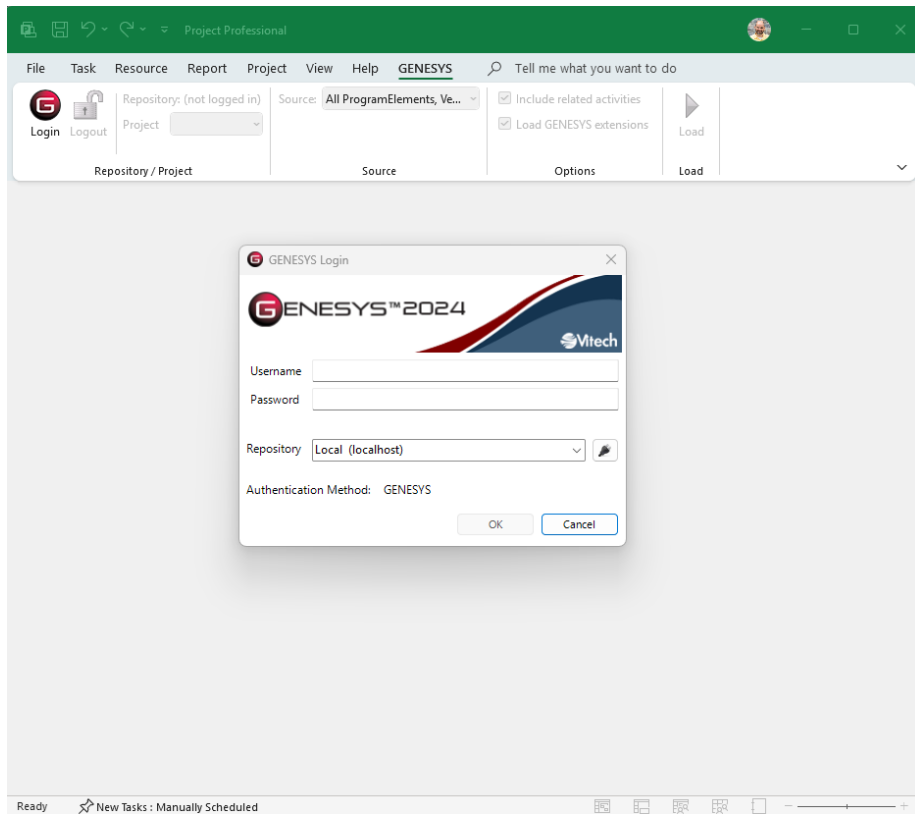 Project Professional
File Task Resource Report Project View Help GENESYS Tell me what you want to do
Repository: (not logged in) Source: All ProgramElements, Ve... Include related activities
Project Load GENESYS extensions
Login Logout Load
Repository / Project Source Options Load
GENESYS Login
GENESYS™2024
Vitech
Username
Password
Repository Local (localhost)
Authentication Method: GENESYS
OK Cancel
Ready New Tasks : Manually Scheduled